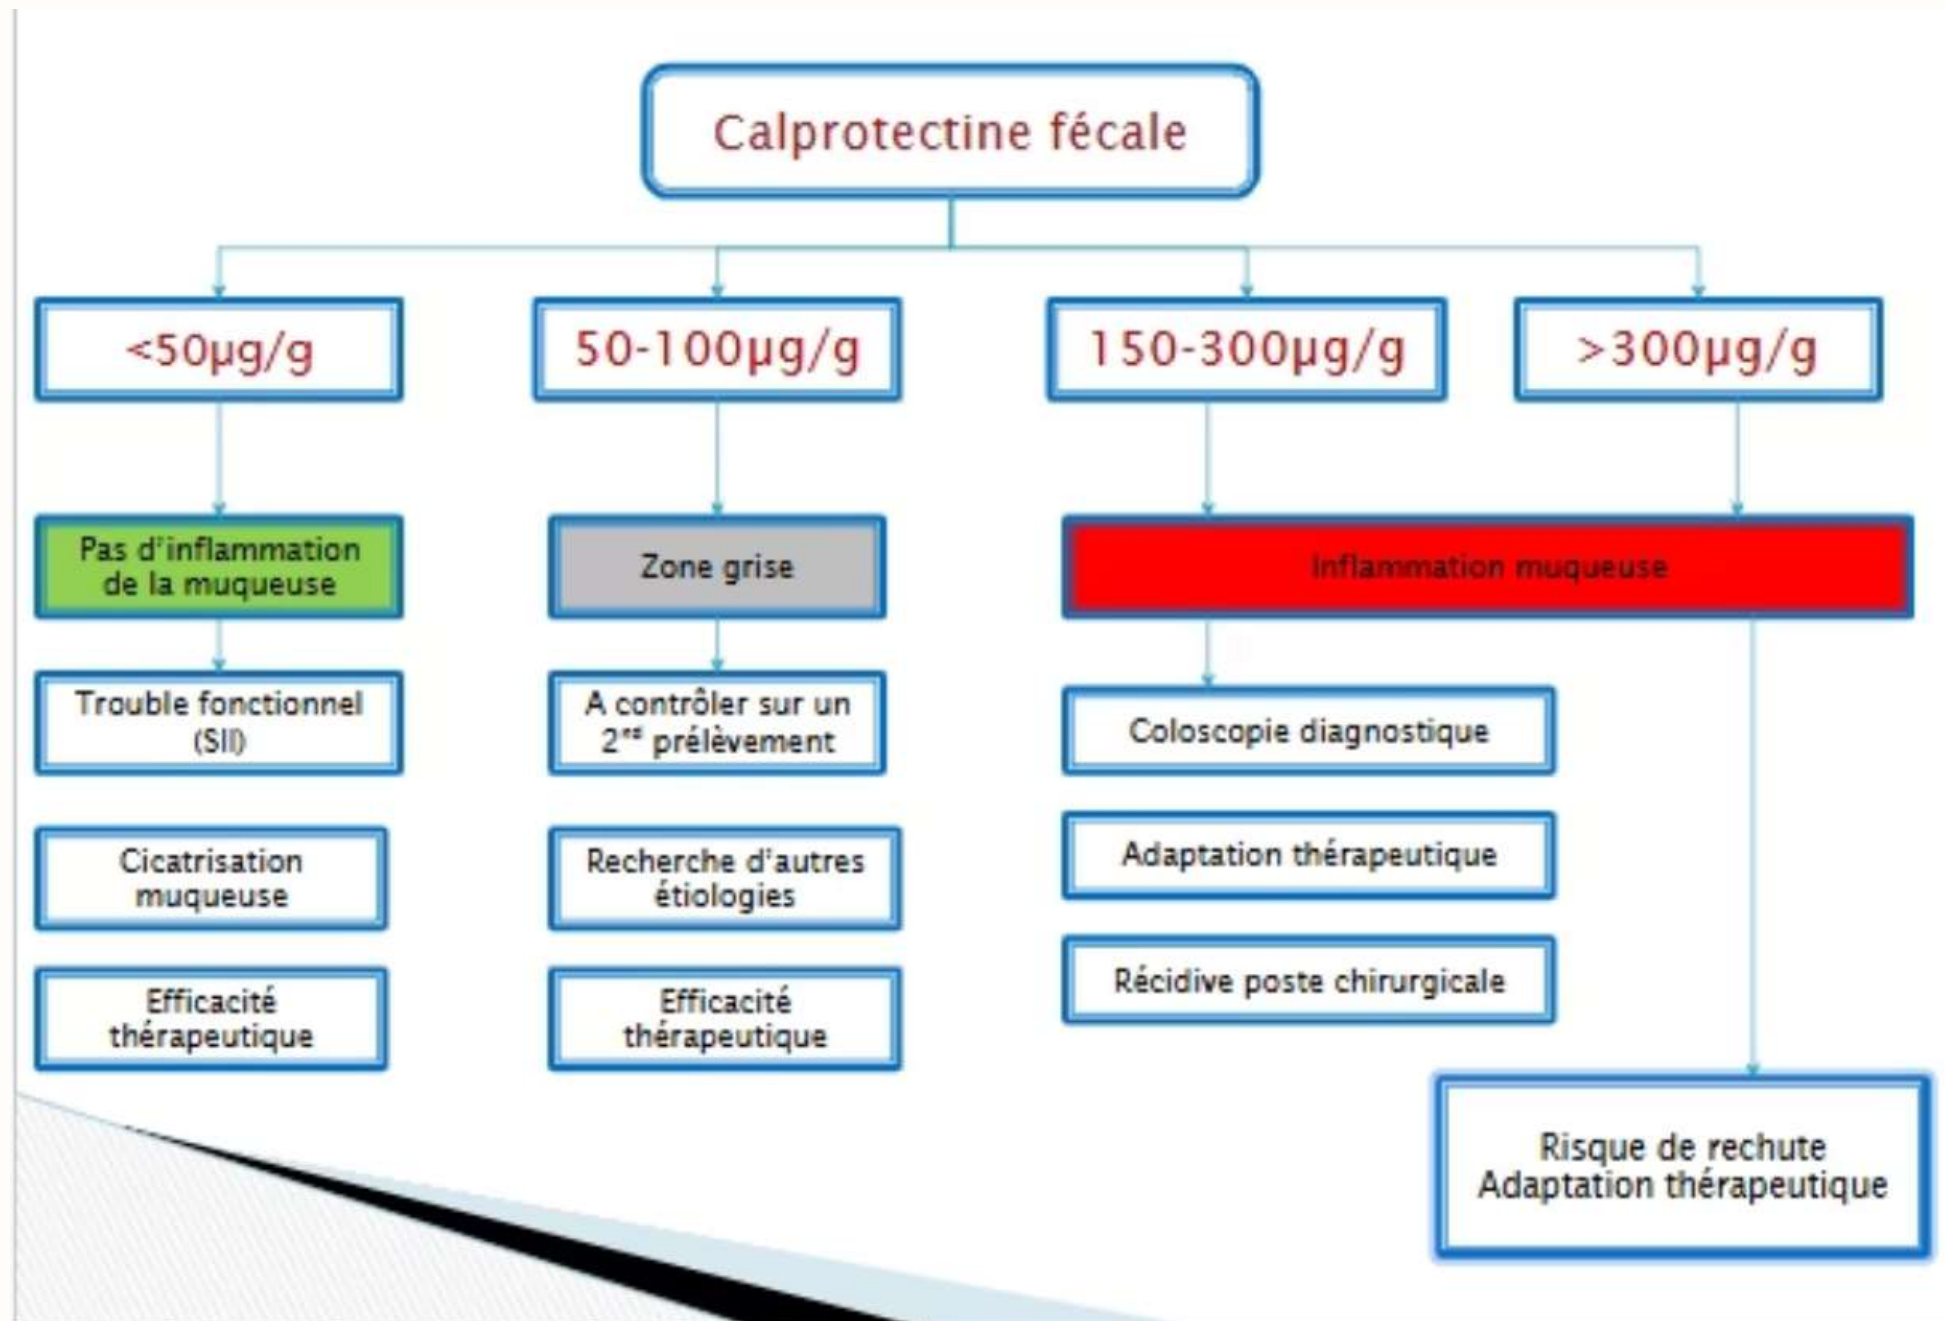 Calprotectine fécale
<50µg/g
50-100µg/g
150-300µg/g
>300µg/g
Pas d'inflammation
de la muqueuse
Zone grise
Inflammation muqueuse
Trouble fonctionnel
(SII)
A contrôler sur un
2nd prélèvement
Coloscopie diagnostique
Cicatrisation
muqueuse
Recherche d'autres
étiologies
Adaptation thérapeutique
Efficacité
thérapeutique
Efficacité
thérapeutique
Récidive poste chirurgicale
Risque de rechute
Adaptation thérapeutique